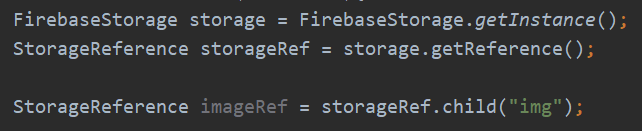 FirebaseStorage storage = FirebaseStorage.getInstance();
StorageReference storageRef = storage.getReference();
StorageReference imageRef = storageRef.child("img");